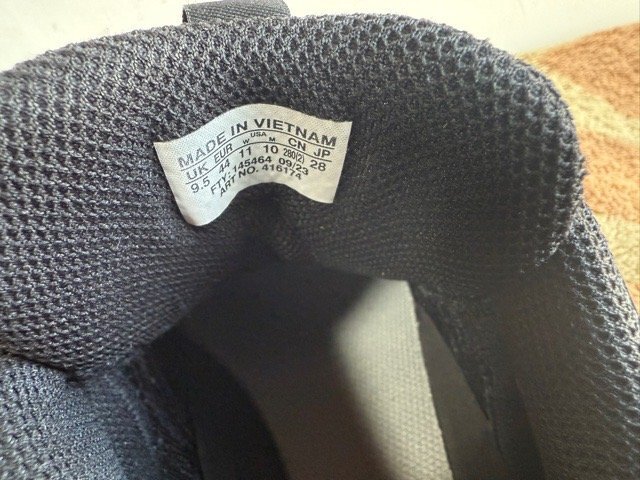 MADE IN VIETNAM
UK EUR W USA M CN JP
9.5 44 11 10 280(2) 28
FTY: 145464 09/23
ART NO. 416174